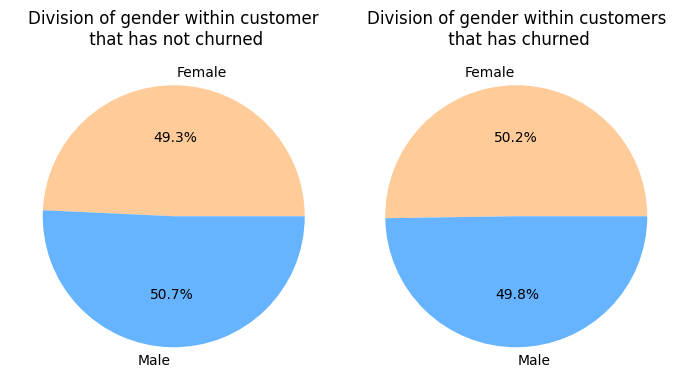 Division of gender within customer
that has not churned
Female
49.3%
50.7%
Male
Division of gender within customers
that has churned
Female
50.2%
49.8%
Male